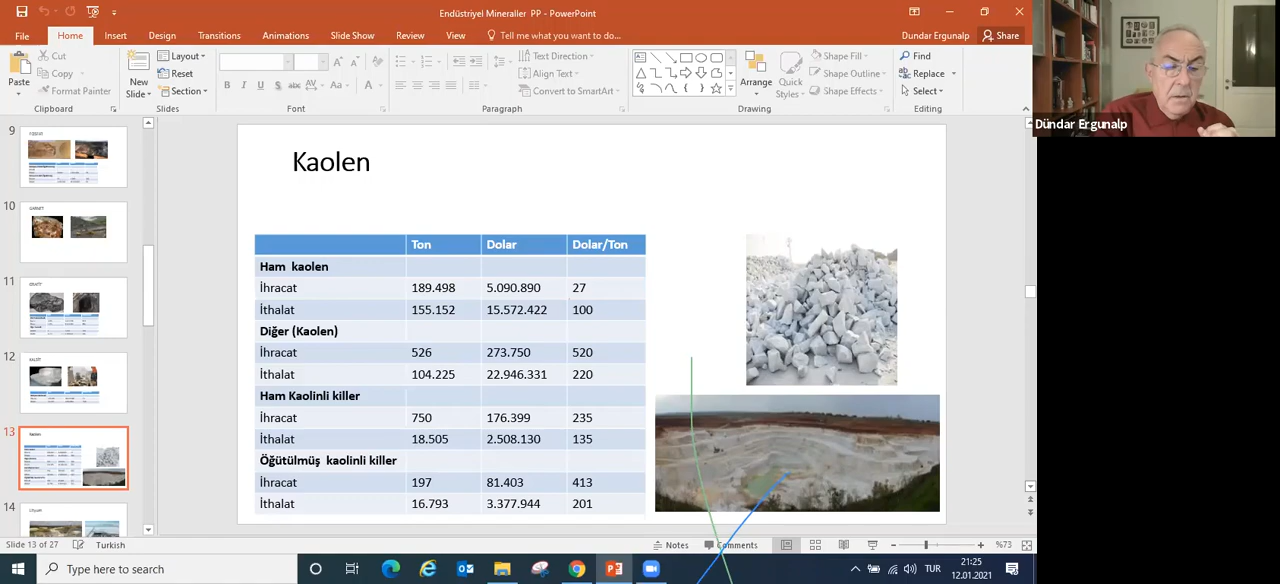 Endüstriyel Mineraller PP - PowerPoint
File Home Insert Design Transitions Animations Slide Show Review View Tell me what you want to do... Dundar Ergunalp Share
Paste
Cut
Copy
Format Painter
Clipboard
New Slide
Layout
Reset
Section
Slides
B I U S abc AV Aa A
Font
Text Direction
Align Text
Convert to SmartArt
Paragraph
Arrange
Quick Styles
Shape Fill
Shape Outline
Shape Effects
Drawing
Find
Replace
Select
Editing
Dündar Ergunalp
9
10
11
12
13
14
Kaolen
Ton Dolar Dolar/Ton
Ham kaolen
İhracat 189.498 5.090.890 27
İthalat 155.152 15.572.422 100
Diğer (Kaolen)
İhracat 526 273.750 520
İthalat 104.225 22.946.331 220
Ham Kaolinli killer
İhracat 750 176.399 235
İthalat 18.505 2.508.130 135
Öğütülmüş kaolinli killer
İhracat 197 81.403 413
İthalat 16.793 3.377.944 201
Slide 13 of 27 Turkish Notes Comments %73
Type here to search
TUR
21:25
12.01.2021